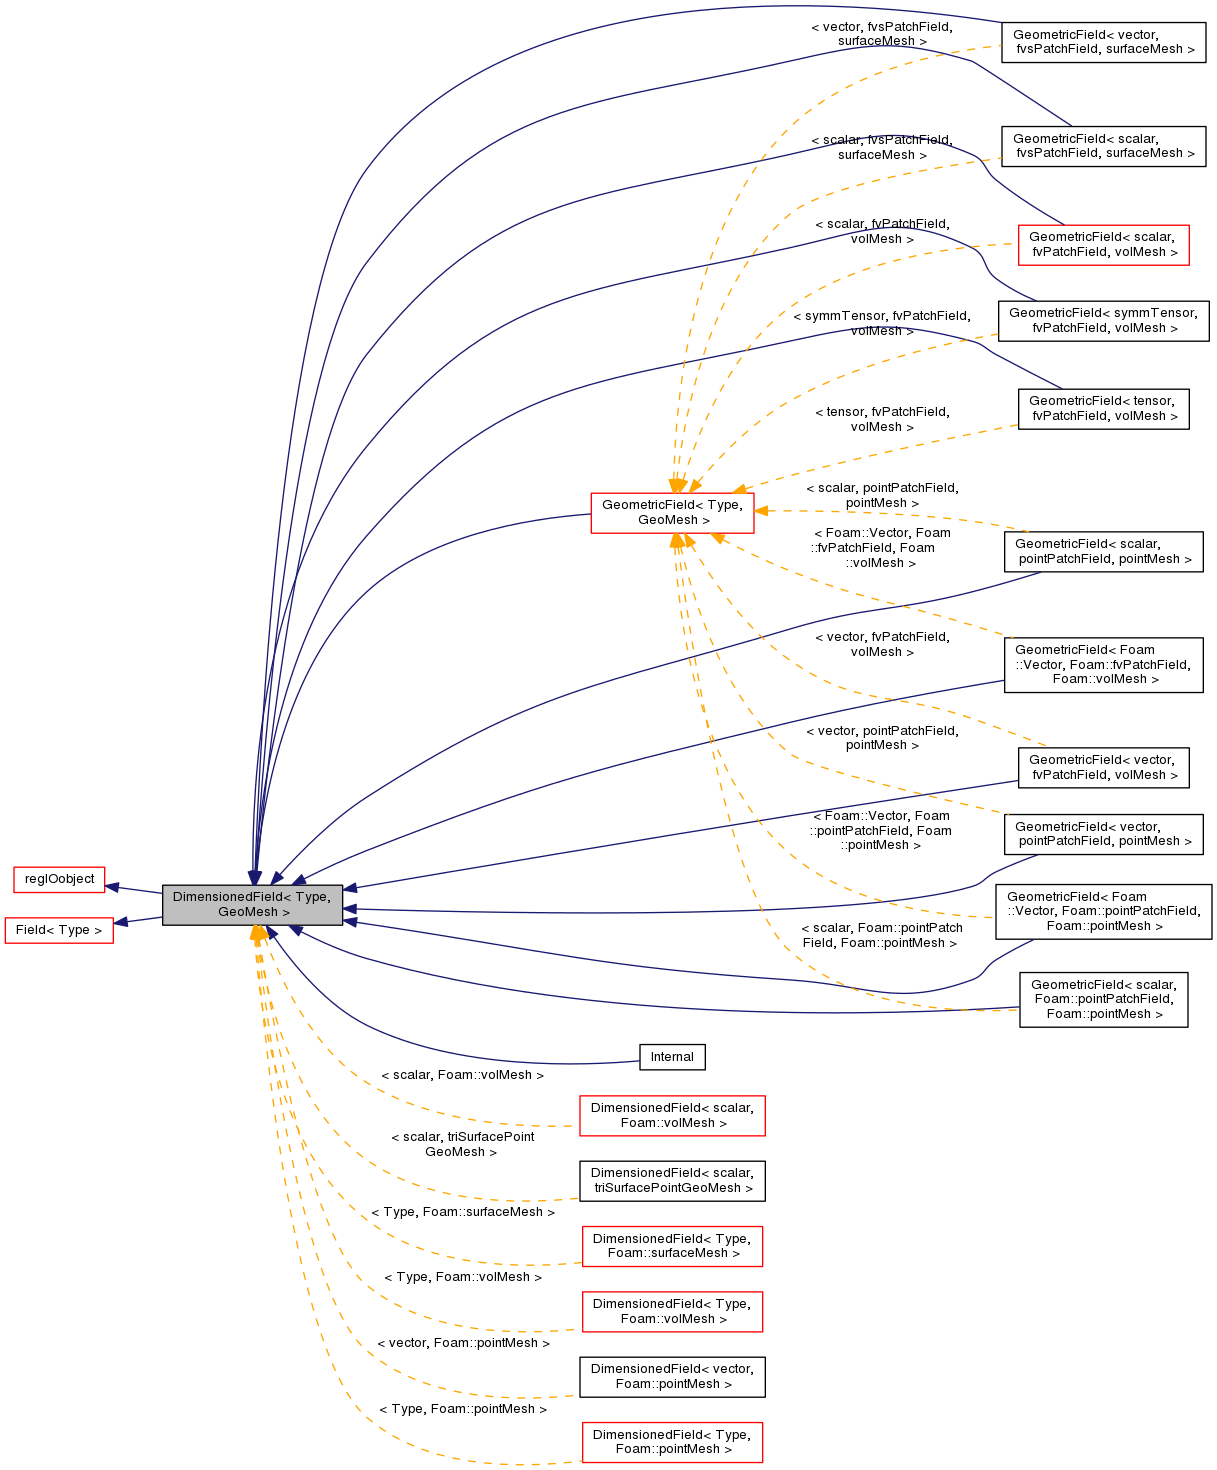 regIOobject
Field< Type >
DimensionedField< Type,
GeoMesh >
GeometricField< Type,
GeoMesh >
< vector, fvsPatchField,
surfaceMesh >
< scalar, fvsPatchField,
surfaceMesh >
< scalar, fvPatchField,
volMesh >
< symmTensor, fvPatchField,
volMesh >
< tensor, fvPatchField,
volMesh >
< scalar, pointPatchField,
pointMesh >
< Foam::Vector, Foam
::fvPatchField, Foam
::volMesh >
< vector, fvPatchField,
volMesh >
< vector, pointPatchField,
pointMesh >
< Foam::Vector, Foam
::pointPatchField, Foam
::pointMesh >
< scalar, Foam::pointPatch
Field, Foam::pointMesh >
GeometricField< vector,
fvsPatchField, surfaceMesh >
GeometricField< scalar,
fvsPatchField, surfaceMesh >
GeometricField< scalar,
fvPatchField, volMesh >
GeometricField< symmTensor,
fvPatchField, volMesh >
GeometricField< tensor,
fvPatchField, volMesh >
GeometricField< scalar,
pointPatchField, pointMesh >
GeometricField< Foam
::Vector, Foam::fvPatchField,
Foam::volMesh >
GeometricField< vector,
fvPatchField, volMesh >
GeometricField< vector,
pointPatchField, pointMesh >
GeometricField< Foam
::Vector, Foam::pointPatchField,
Foam::pointMesh >
GeometricField< scalar,
Foam::pointPatchField,
Foam::pointMesh >
Internal
< scalar, Foam::volMesh >
DimensionedField< scalar,
Foam::volMesh >
< scalar, triSurfacePoint
GeoMesh >
DimensionedField< scalar,
triSurfacePointGeoMesh >
< Type, Foam::surfaceMesh >
DimensionedField< Type,
Foam::surfaceMesh >
< Type, Foam::volMesh >
DimensionedField< Type,
Foam::volMesh >
< vector, Foam::pointMesh >
DimensionedField< vector,
Foam::pointMesh >
< Type, Foam::pointMesh >
DimensionedField< Type,
Foam::pointMesh >